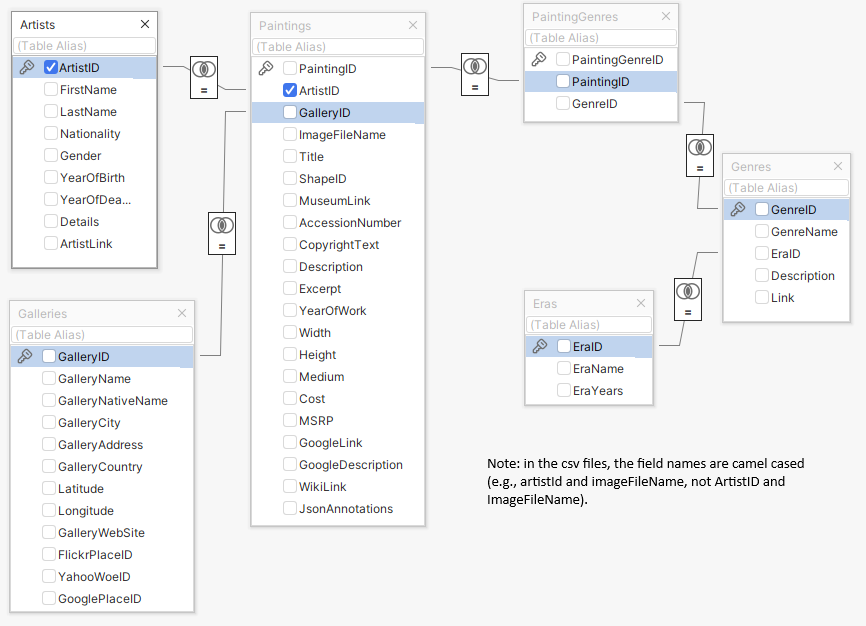 Artists
(Table Alias)
ArtistID
FirstName
LastName
Nationality
Gender
YearOfBirth
YearOfDea...
Details
ArtistLink
=
Paintings
(Table Alias)
PaintingID
ArtistID
GalleryID
ImageFileName
Title
ShapeID
MuseumLink
AccessionNumber
CopyrightText
Description
Excerpt
YearOfWork
Width
Height
Medium
Cost
MSRP
GoogleLink
GoogleDescription
WikiLink
JsonAnnotations
=
PaintingGenres
(Table Alias)
PaintingGenreID
PaintingID
GenreID
=
Genres
(Table Alias)
GenreID
GenreName
EraID
Description
Link
=
Galleries
(Table Alias)
GalleryID
GalleryName
GalleryNativeName
GalleryCity
GalleryAddress
GalleryCountry
Latitude
Longitude
GalleryWebSite
FlickrPlaceID
YahooWoeID
GooglePlaceID
=
Eras
(Table Alias)
EraID
EraName
EraYears
Note: in the csv files, the field names are camel cased
(e.g., artistId and imageFileName, not ArtistID and
ImageFileName).